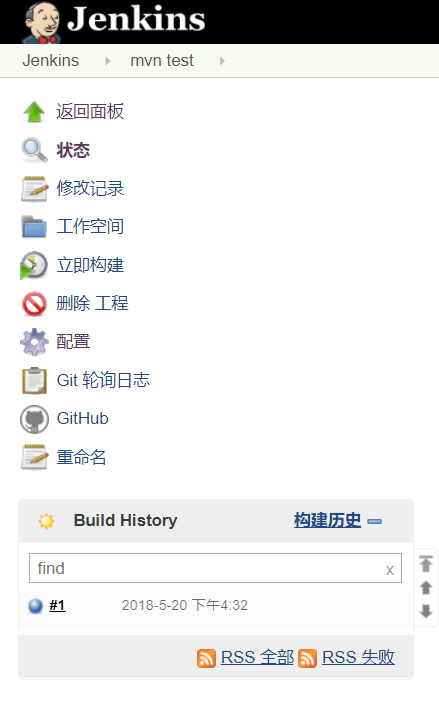 Jenkins
Jenkins mvn test
返回面板
状态
修改记录
工作空间
立即构建
删除 工程
配置
Git 轮询日志
GitHub
重命名
Build History 构建历史
find x
#1 2018-5-20 下午4:32
RSS 全部 RSS 失败